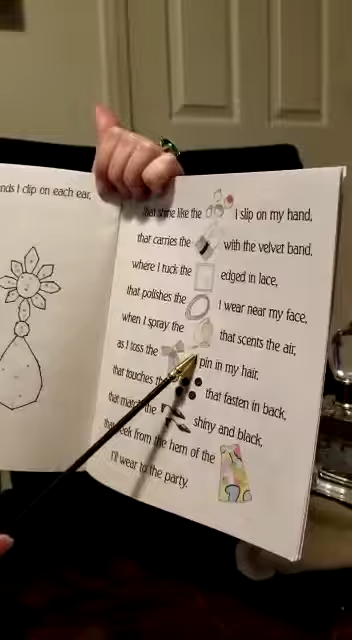 nds I clip on each ear,
that shine like the I slip on my hand,
that carries the with the velvet band,
where I tuck the edged in lace,
that polishes the I wear near my face,
when I spray the that scents the air,
as I toss the pin in my hair,
that touches the that fasten in back,
that match the shiny and black,
that peek from the hem of the
I'll wear to the party.